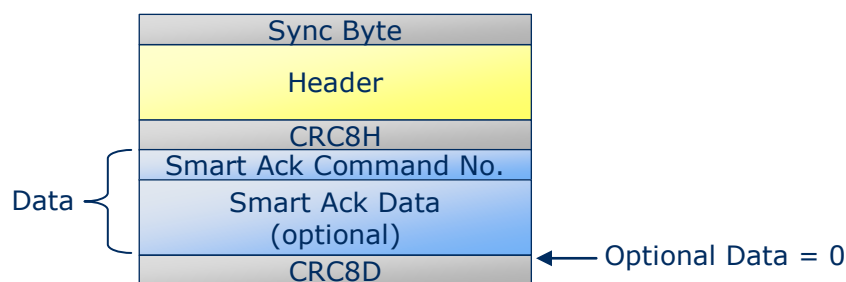 Sync Byte
Header
CRC8H
Smart Ack Command No.
Data
Smart Ack Data
(optional)
Optional Data = 0
CRC8D